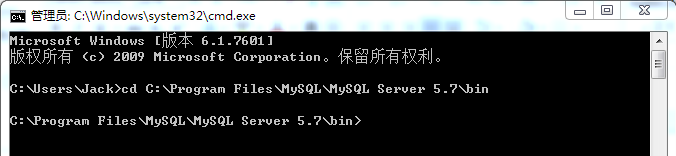 管理员: C:\Windows\system32\cmd.exe
Microsoft Windows [版本 6.1.7601]
版权所有 (c) 2009 Microsoft Corporation。保留所有权利。
C:\Users\Jack>cd C:\Program Files\MySQL\MySQL Server 5.7\bin
C:\Program Files\MySQL\MySQL Server 5.7\bin>